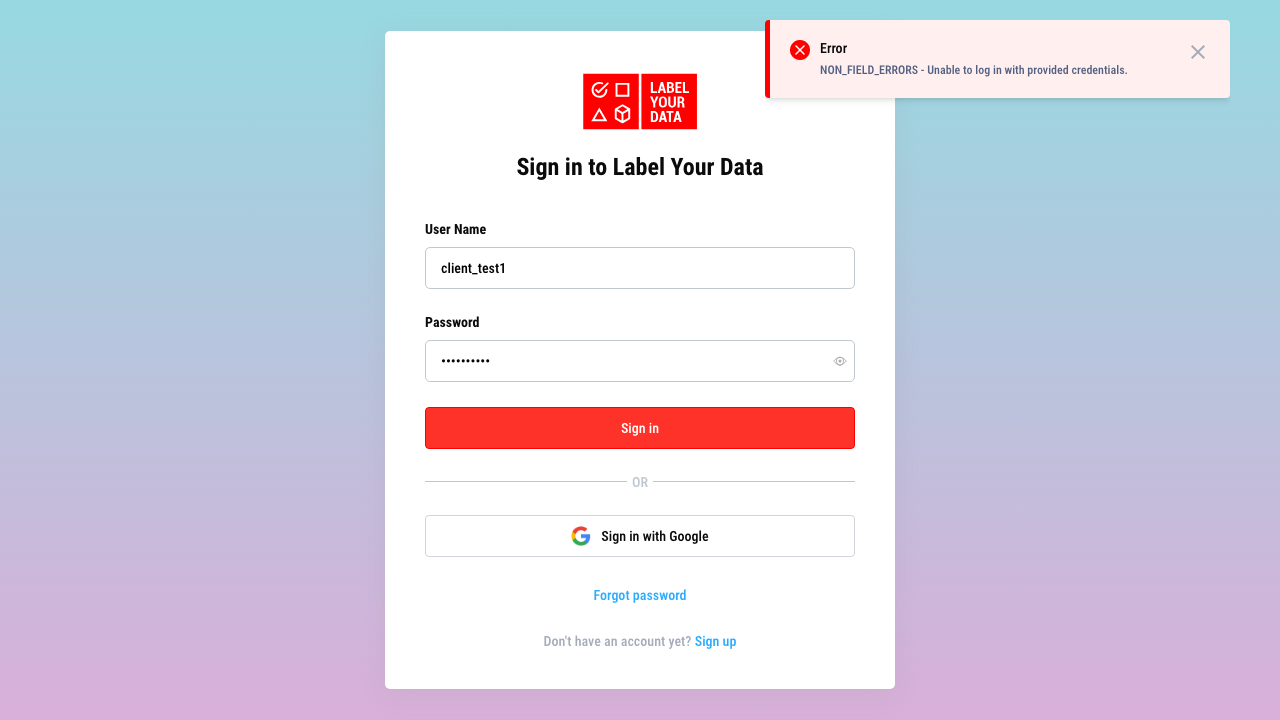 Error
NON_FIELD_ERRORS - Unable to log in with provided credentials.
LABEL
YOUR
DATA
Sign in to Label Your Data
User Name
client_test1
Password
••••••••••
Sign in
OR
Sign in with Google
Forgot password
Don't have an account yet? Sign up